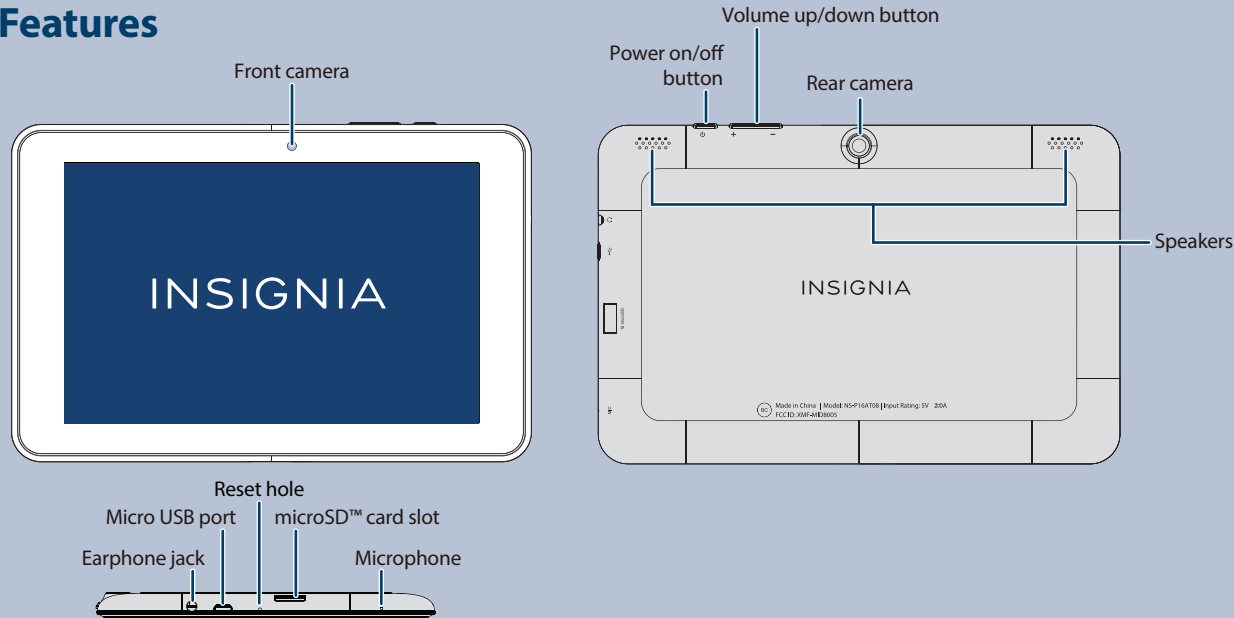 Features
Front camera
INSIGNIA
Volume up/down button
Power on/off
button
Rear camera
+ −
microSD
Speakers
INSIGNIA
Made in China | Model: NS-P16AT08 | Input Rating: 5V 2.0A
FCC ID: XMF-MID8005
Reset hole
Micro USB port
microSD™ card slot
Earphone jack
Microphone